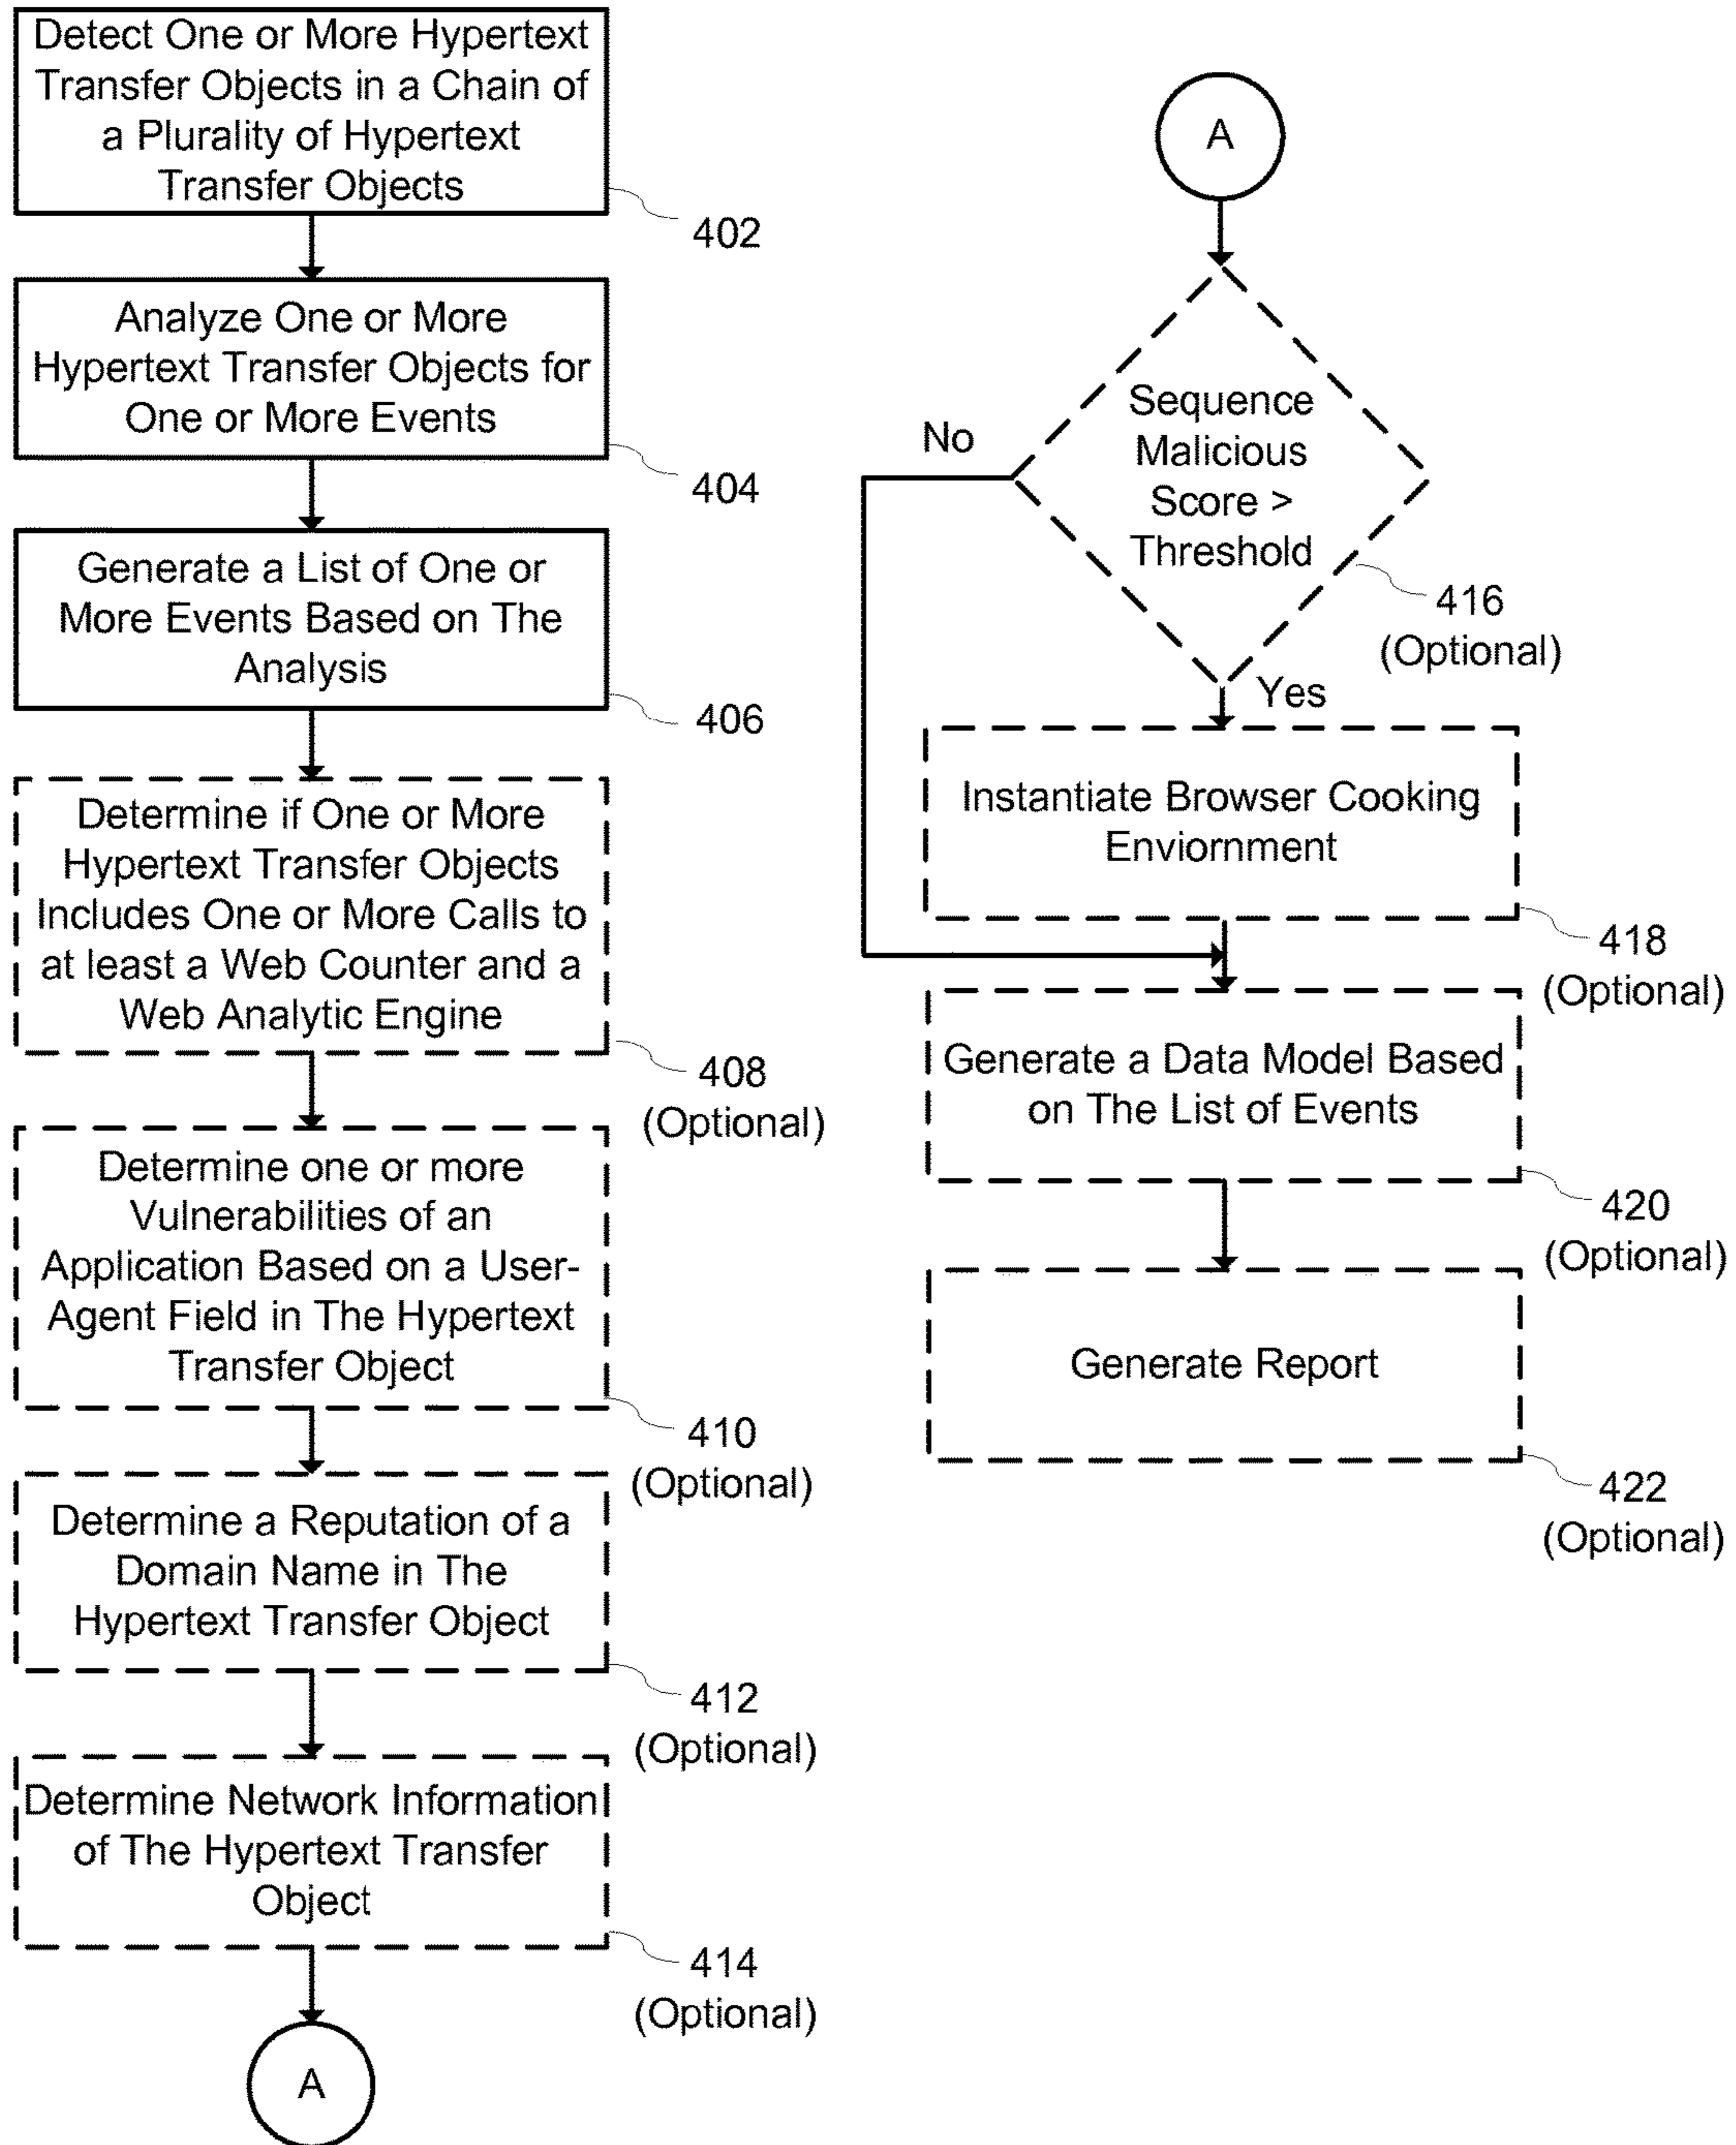 Detect One or More Hypertext
Transfer Objects in a Chain of
a Plurality of Hypertext
Transfer Objects
402
Analyze One or More
Hypertext Transfer Objects for
One or More Events
404
Generate a List of One or
More Events Based on The
Analysis
406
Determine if One or More
Hypertext Transfer Objects
Includes One or More Calls to
at least a Web Counter and a
Web Analytic Engine
408
(Optional)
Determine one or more
Vulnerabilities of an
Application Based on a User-
Agent Field in The Hypertext
Transfer Object
410
(Optional)
Determine a Reputation of a
Domain Name in The
Hypertext Transfer Object
412
(Optional)
Determine Network Information
of The Hypertext Transfer
Object
414
(Optional)
A
A
Sequence
Malicious
Score >
Threshold
No
416
(Optional)
Yes
Instantiate Browser Cooking
Enviornment
418
(Optional)
Generate a Data Model Based
on The List of Events
420
(Optional)
Generate Report
422
(Optional)